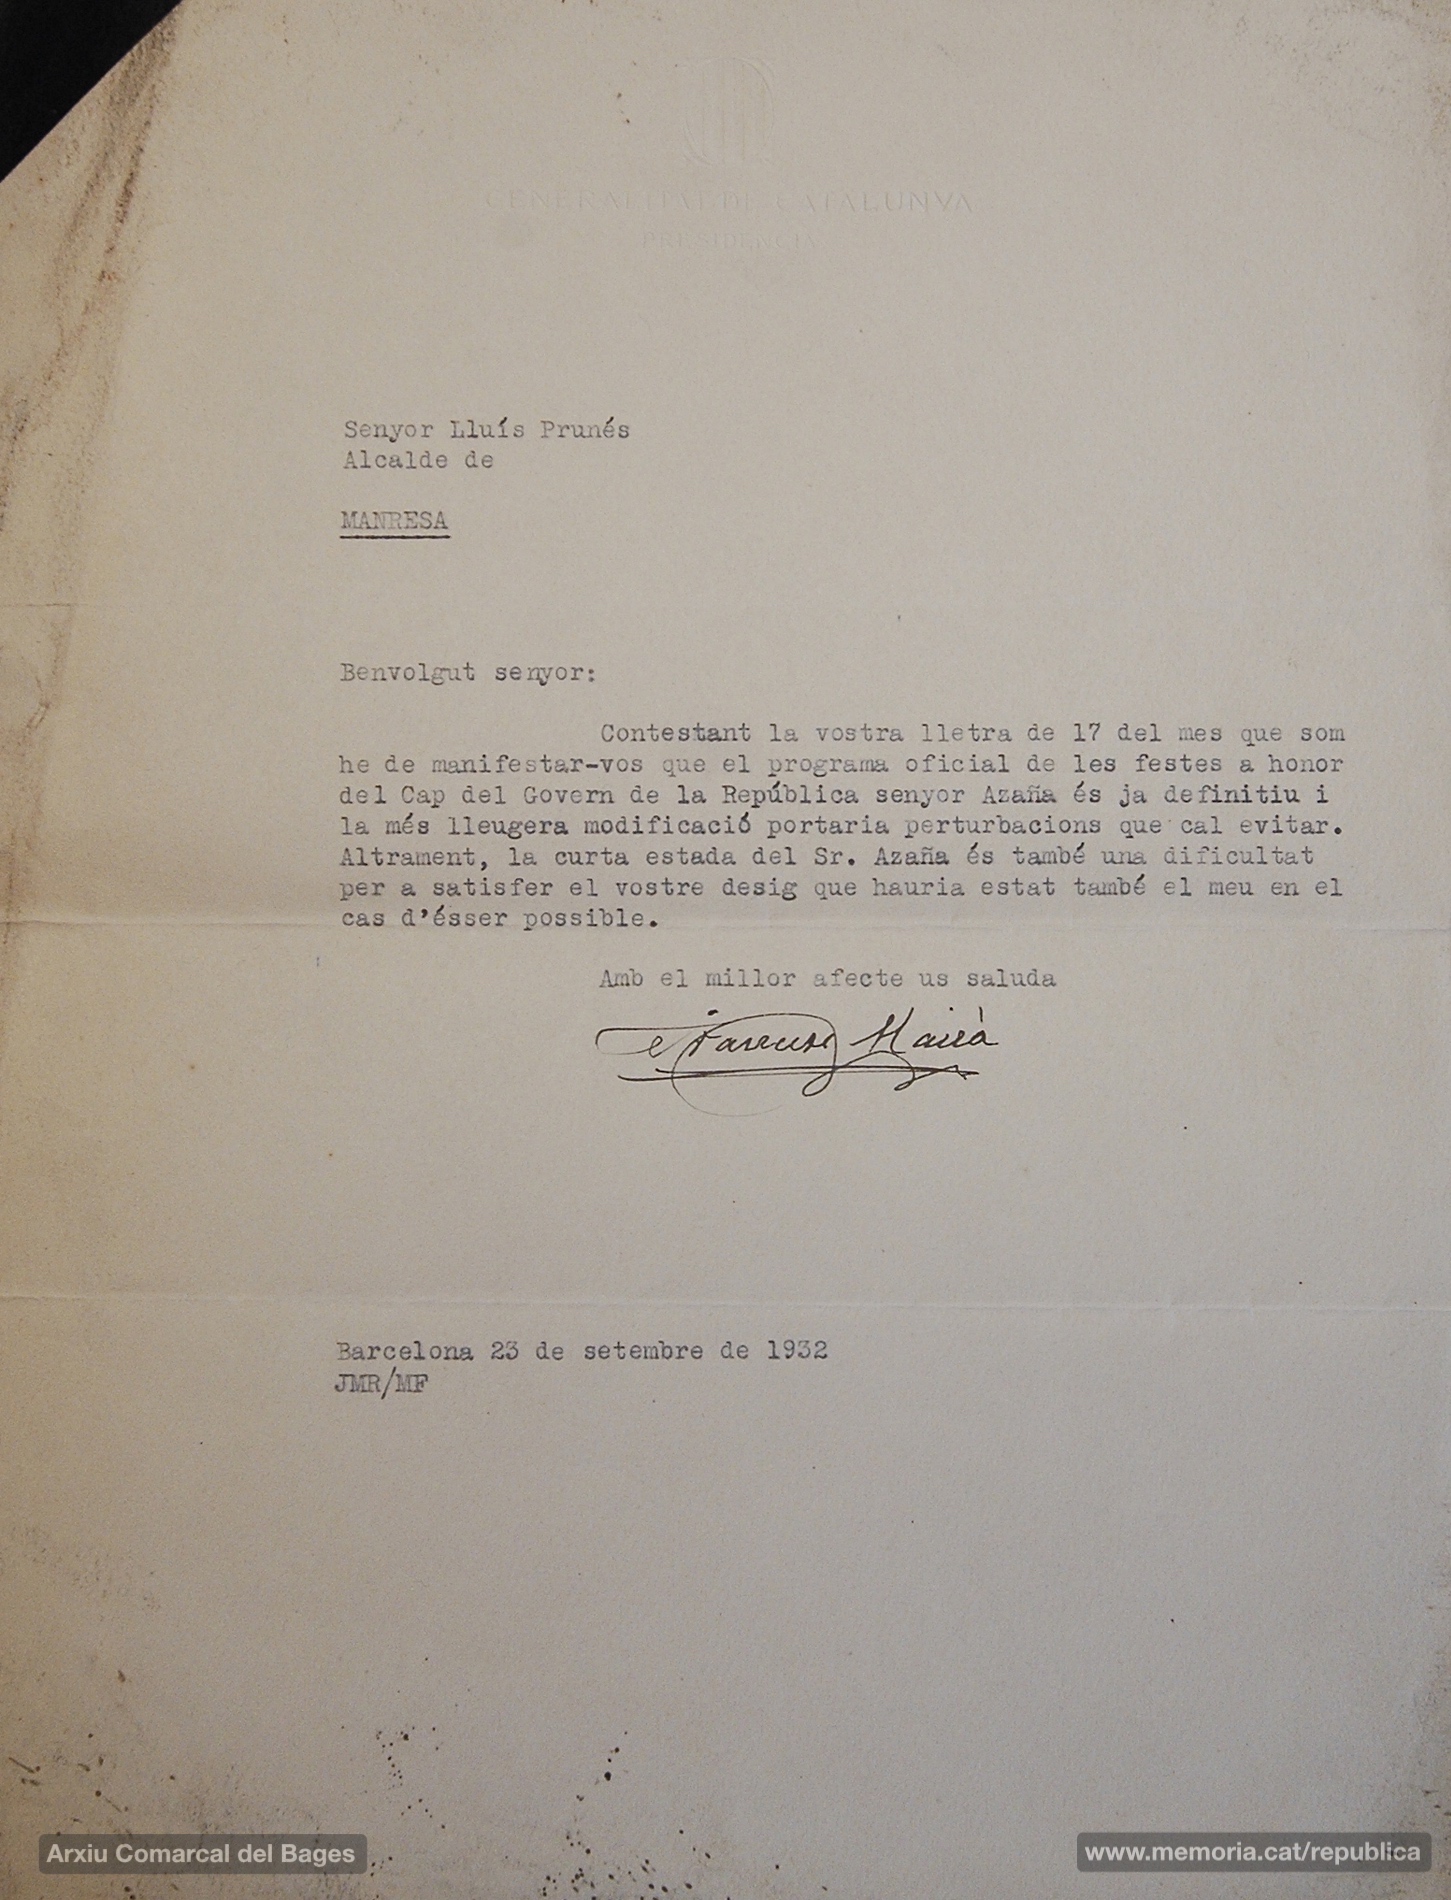 GENERALITAT DE CATALUNYA
PRESIDENCIA
Senyor Lluís Prunés
Alcalde de
MANRESA
Benvolgut senyor:
Contestant la vostra lletra de 17 del mes que som
he de manifestar-vos que el programa oficial de les festes a honor
del Cap del Govern de la República senyor Azaña és ja definitiu i
la més lleugera modificació portaria perturbacions que cal evitar.
Altrament, la curta estada del Sr. Azaña és també una dificultat
per a satisfer el vostre desig que hauria estat també el meu en el
cas d'ésser possible.
Amb el millor afecte us saluda
Macià
Barcelona 23 de setembre de 1932
JMR/MF
Arxiu Comarcal del Bages
www.memoria.cat/republica